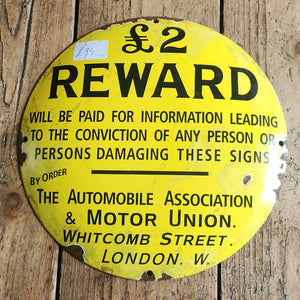 £2
£95
REWARD
WILL BE PAID FOR INFORMATION LEADING
TO THE CONVICTION OF ANY PERSON OR
PERSONS DAMAGING THESE SIGNS
BY ORDER
THE AUTOMOBILE ASSOCIATION
& MOTOR UNION.
WHITCOMB STREET.
LONDON. W.